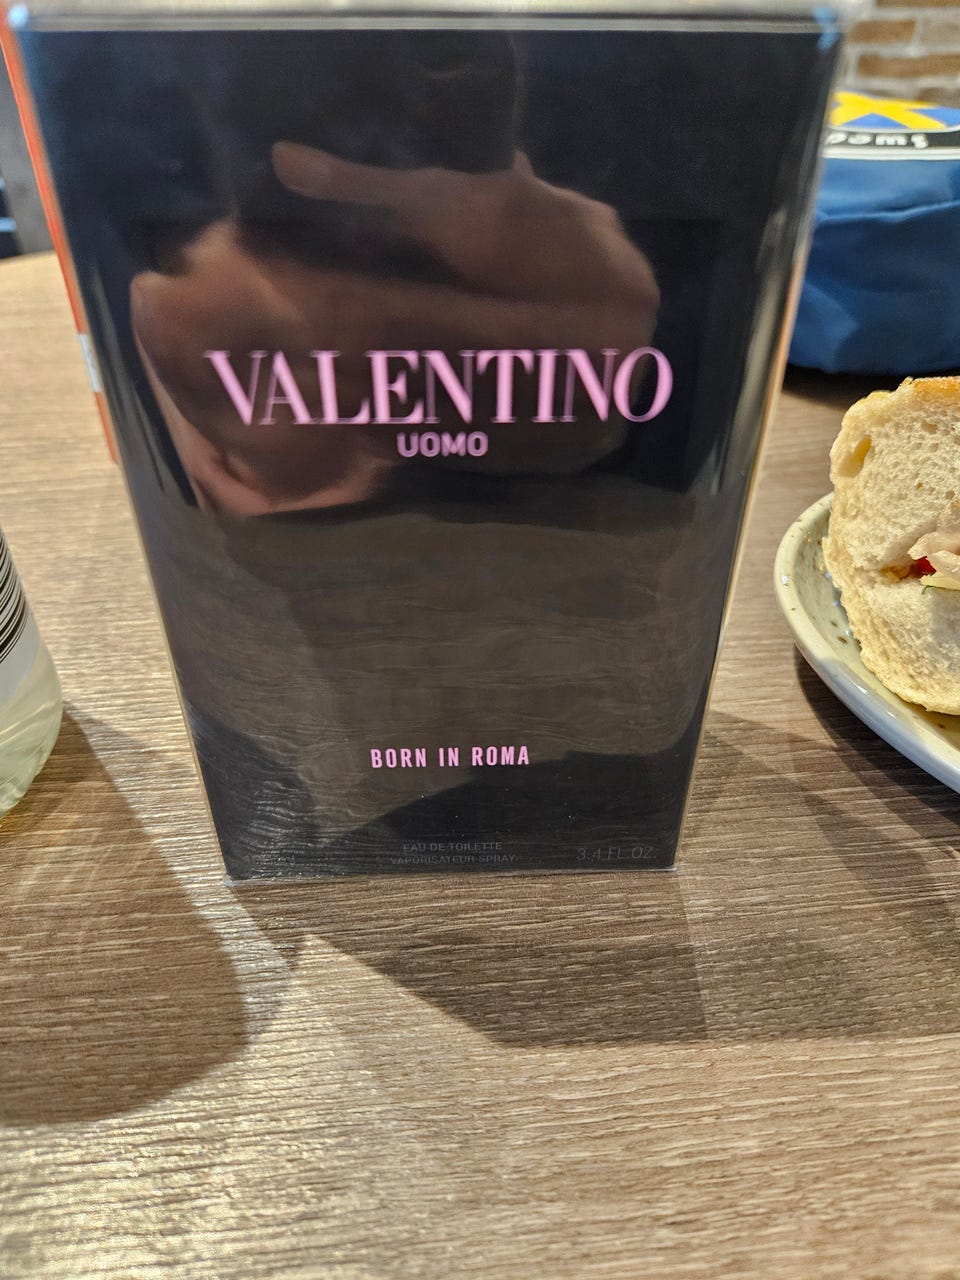 VALENTINO
UOMO
BORN IN ROMA
EAU DE TOILETTE
VAPORISATEUR SPRAY
3.4 FL.OZ.